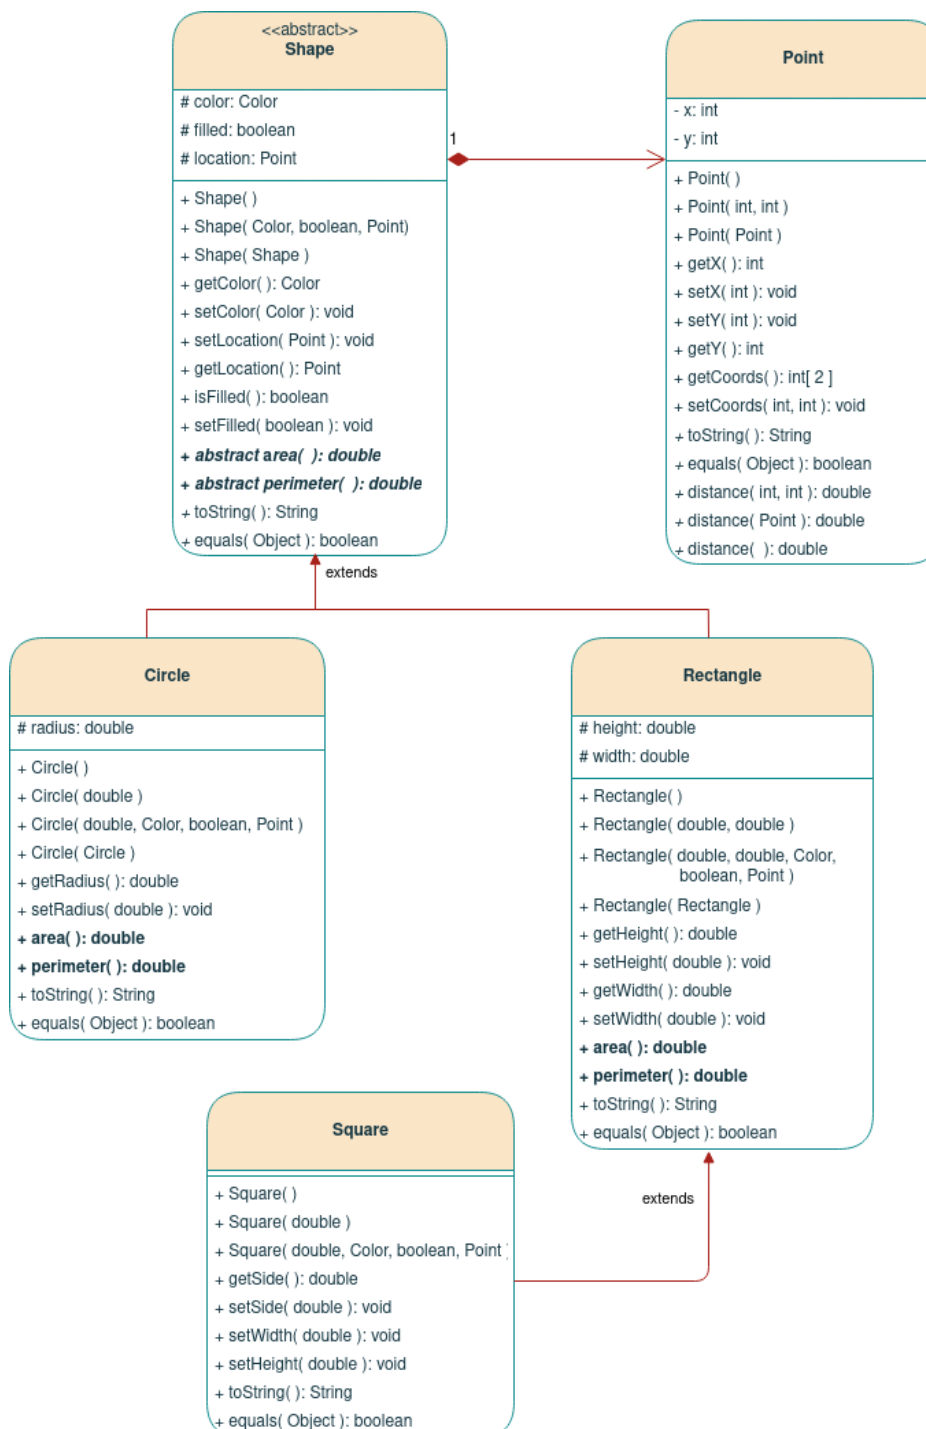 <<abstract>>
Shape
# color: Color
# filled: boolean
# location: Point
+ Shape( )
+ Shape( Color, boolean, Point)
+ Shape( Shape )
+ getColor( ): Color
+ setColor( Color ): void
+ setLocation( Point ): void
+ getLocation( ): Point
+ isFilled( ): boolean
+ setFilled( boolean ): void
+ abstract area( ): double
+ abstract perimeter( ): double
+ toString( ): String
+ equals( Object ): boolean
1
Point
- x: int
- y: int
+ Point( )
+ Point( int, int )
+ Point( Point )
+ getX( ): int
+ setX( int ): void
+ setY( int ): void
+ getY( ): int
+ getCoords( ): int[ 2 ]
+ setCoords( int, int ): void
+ toString( ): String
+ equals( Object ): boolean
+ distance( int, int ): double
+ distance( Point ): double
+ distance( ): double
extends
Circle
# radius: double
+ Circle( )
+ Circle( double )
+ Circle( double, Color, boolean, Point )
+ Circle( Circle )
+ getRadius( ): double
+ setRadius( double ): void
+ area( ): double
+ perimeter( ): double
+ toString( ): String
+ equals( Object ): boolean
Rectangle
# height: double
# width: double
+ Rectangle( )
+ Rectangle( double, double )
+ Rectangle( double, double, Color,
boolean, Point )
+ Rectangle( Rectangle )
+ getHeight( ): double
+ setHeight( double ): void
+ getWidth( ): double
+ setWidth( double ): void
+ area( ): double
+ perimeter( ): double
+ toString( ): String
+ equals( Object ): boolean
extends
Square
+ Square( )
+ Square( double )
+ Square( double, Color, boolean, Point )
+ getSide( ): double
+ setSide( double ): void
+ setWidth( double ): void
+ setHeight( double ): void
+ toString( ): String
+ equals( Object ): boolean